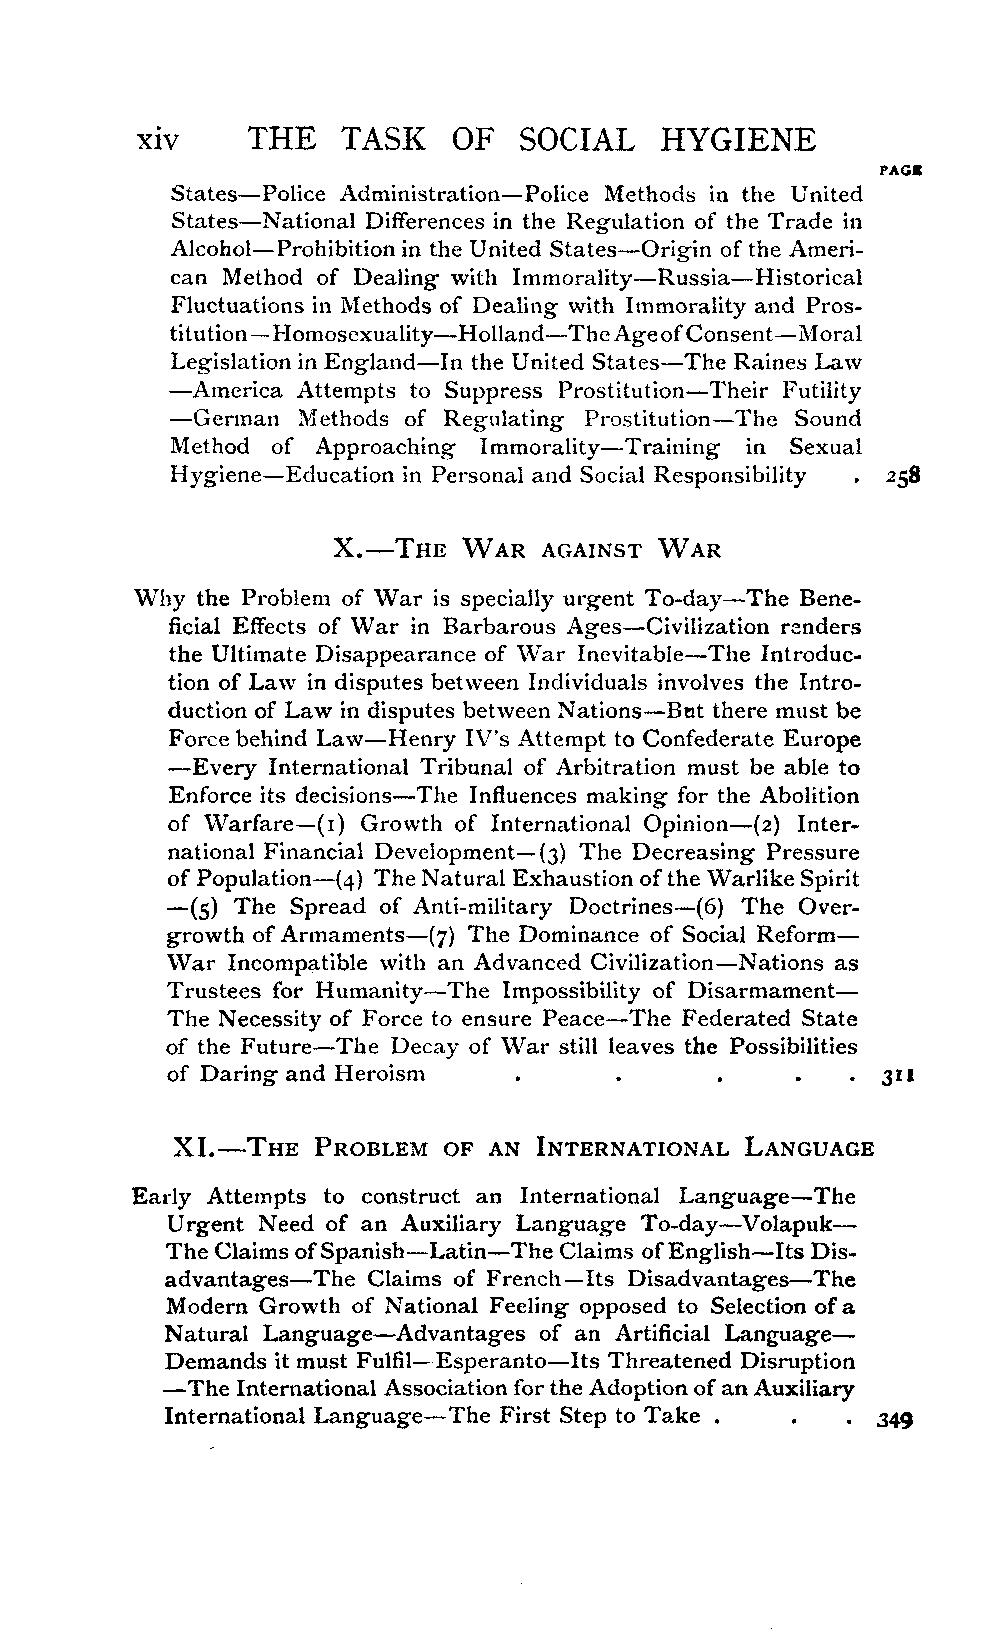 xiv THE TASK OF SOCIAL HYGIENE
PAGE
States—Police Administration—Police Methods in the United
States—National Differences in the Regulation of the Trade in
Alcohol—Prohibition in the United States—Origin of the Ameri-
can Method of Dealing with Immorality—Russia—Historical
Fluctuations in Methods of Dealing with Immorality and Pros-
titution—Homosexuality—Holland—The Age of Consent—Moral
Legislation in England—In the United States—The Raines Law
—America Attempts to Suppress Prostitution—Their Futility
—German Methods of Regulating Prostitution—The Sound
Method of Approaching Immorality—Training in Sexual
Hygiene—Education in Personal and Social Responsibility . 258
X.—The War against War
Why the Problem of War is specially urgent To-day—The Bene-
ficial Effects of War in Barbarous Ages—Civilization renders
the Ultimate Disappearance of War Inevitable—The Introduc-
tion of Law in disputes between Individuals involves the Intro-
duction of Law in disputes between Nations—But there must be
Force behind Law—Henry IV's Attempt to Confederate Europe
—Every International Tribunal of Arbitration must be able to
Enforce its decisions—The Influences making for the Abolition
of Warfare—(1) Growth of International Opinion—(2) Inter-
national Financial Development—(3) The Decreasing Pressure
of Population—(4) The Natural Exhaustion of the Warlike Spirit
—(5) The Spread of Anti-military Doctrines—(6) The Over-
growth of Armaments—(7) The Dominance of Social Reform—
War Incompatible with an Advanced Civilization—Nations as
Trustees for Humanity—The Impossibility of Disarmament—
The Necessity of Force to ensure Peace—The Federated State
of the Future—The Decay of War still leaves the Possibilities
of Daring and Heroism . . . . . 311
XI.—The Problem of an International Language
Early Attempts to construct an International Language—The
Urgent Need of an Auxiliary Language To-day—Volapuk—
The Claims of Spanish—Latin—The Claims of English—Its Dis-
advantages—The Claims of French—Its Disadvantages—The
Modern Growth of National Feeling opposed to Selection of a
Natural Language—Advantages of an Artificial Language—
Demands it must Fulfil—Esperanto—Its Threatened Disruption
—The International Association for the Adoption of an Auxiliary
International Language—The First Step to Take . . . 349